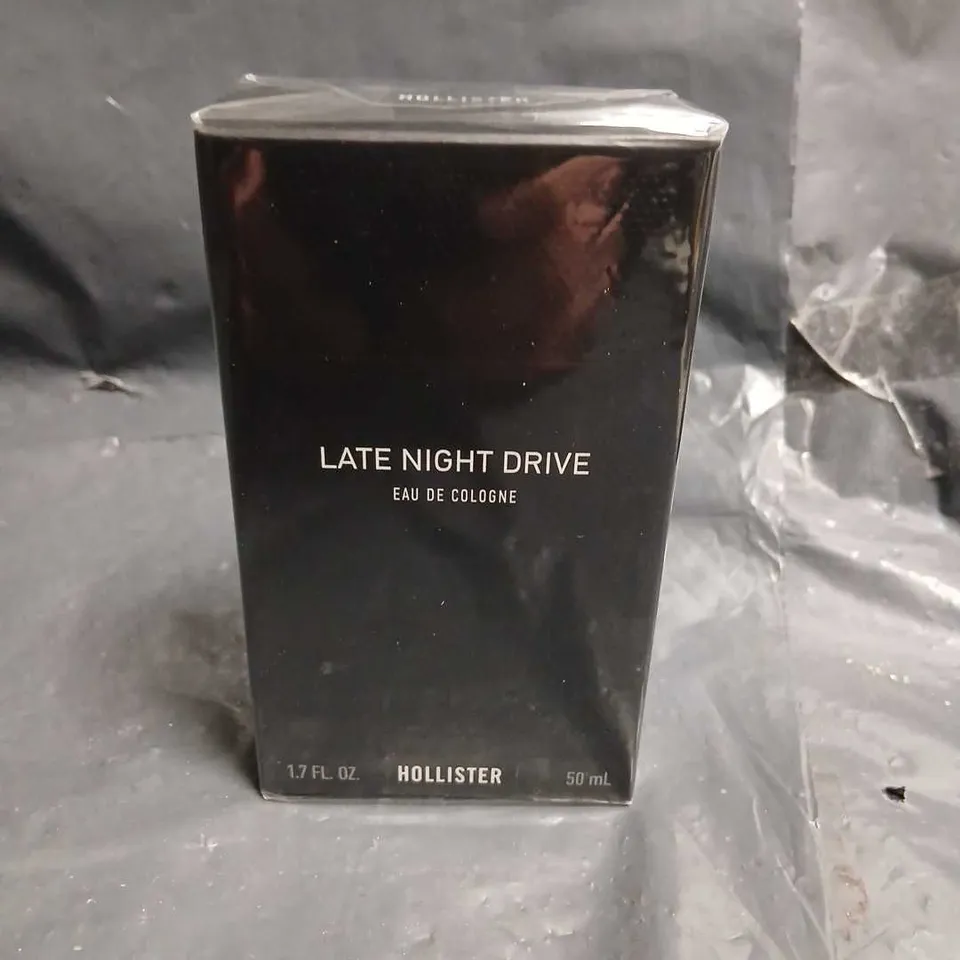 HOLLISTER
LATE NIGHT DRIVE
EAU DE COLOGNE
1.7 FL. OZ. HOLLISTER 50 mL